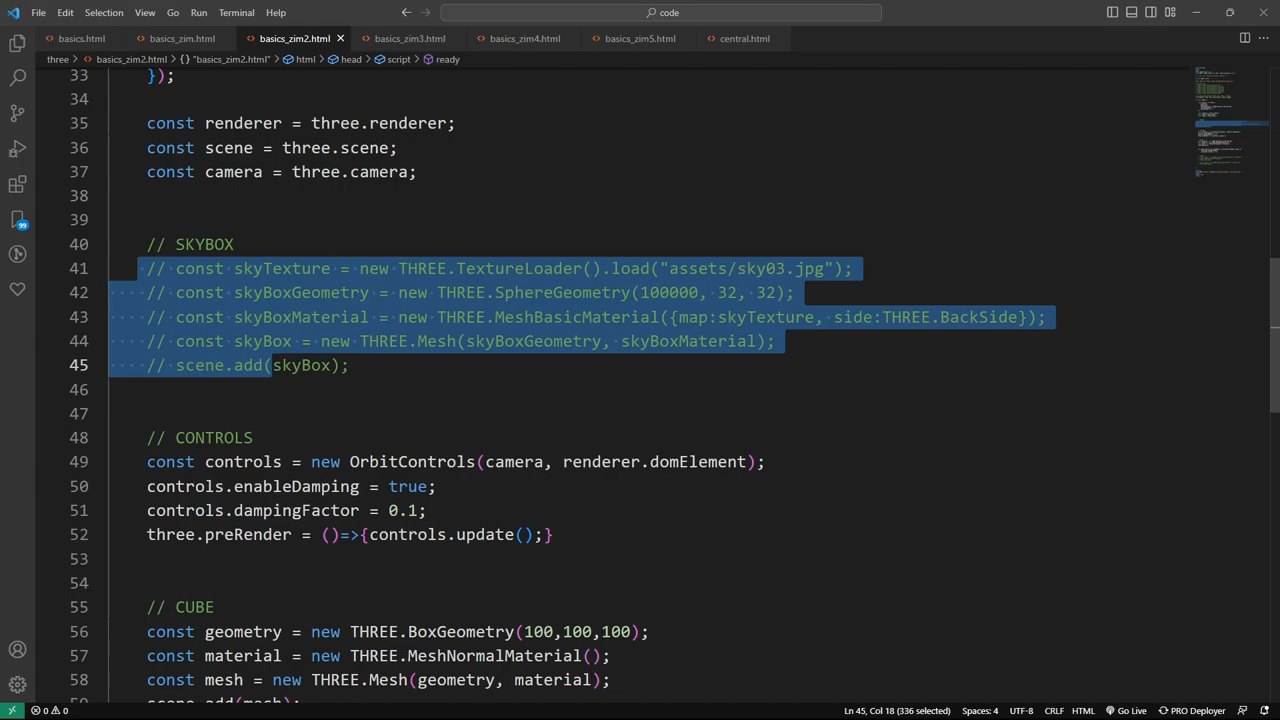 File Edit Selection View Go Run Terminal Help
code
basics.html basics_zim.html basics_zim2.html basics_zim3.html basics_zim4.html basics_zim5.html central.html
three > basics_zim2.html > {} "basics_zim2.html" > html > head > script > ready
33 });
34
35 const renderer = three.renderer;
36 const scene = three.scene;
37 const camera = three.camera;
38
39
40 // SKYBOX
41 // const skyTexture = new THREE.TextureLoader().load("assets/sky03.jpg");
42 // const skyBoxGeometry = new THREE.SphereGeometry(100000, 32, 32);
43 // const skyBoxMaterial = new THREE.MeshBasicMaterial({map:skyTexture, side:THREE.BackSide});
44 // const skyBox = new THREE.Mesh(skyBoxGeometry, skyBoxMaterial);
45 // scene.add(skyBox);
46
47
48 // CONTROLS
49 const controls = new OrbitControls(camera, renderer.domElement);
50 controls.enableDamping = true;
51 controls.dampingFactor = 0.1;
52 three.preRender = ()=>{controls.update();}
53
54
55 // CUBE
56 const geometry = new THREE.BoxGeometry(100,100,100);
57 const material = new THREE.MeshNormalMaterial();
58 const mesh = new THREE.Mesh(geometry, material);
59 scene.add(mesh);
99
0 0 Ln 45, Col 18 (336 selected) Spaces: 4 UTF-8 CRLF HTML Go Live PRO Deployer